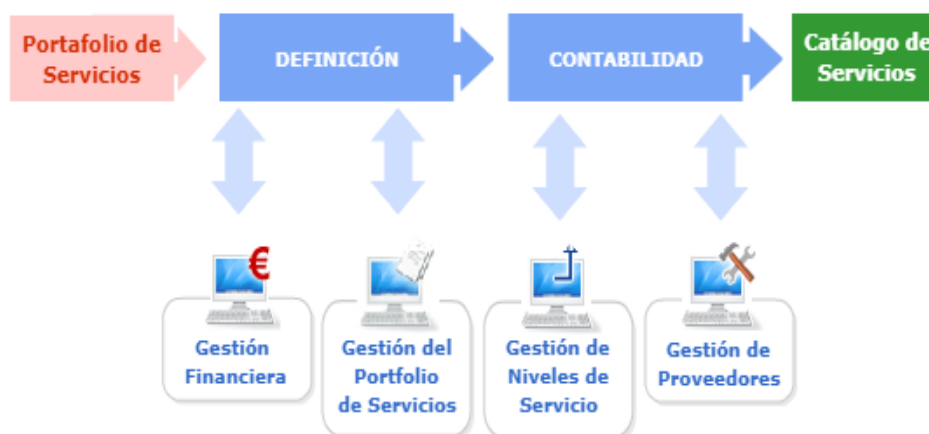 Portafolio de
Servicios
DEFINICIÓN
CONTABILIDAD
Catálogo de
Servicios
€
Gestión
Financiera
Gestión del
Portfolio
de Servicios
Gestión de
Niveles de
Servicio
Gestión de
Proveedores